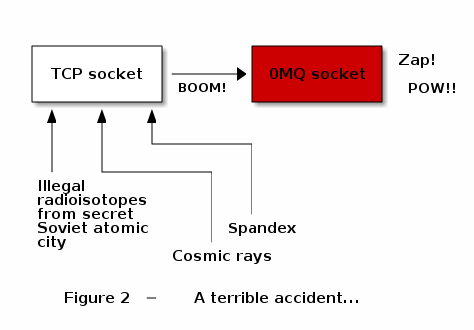 TCP socket
0MQ socket
Zap!
BOOM!
POW!!
Illegal
radioisotopes
from secret
Soviet atomic
city
Spandex
Cosmic rays
Figure 2 – A terrible accident...